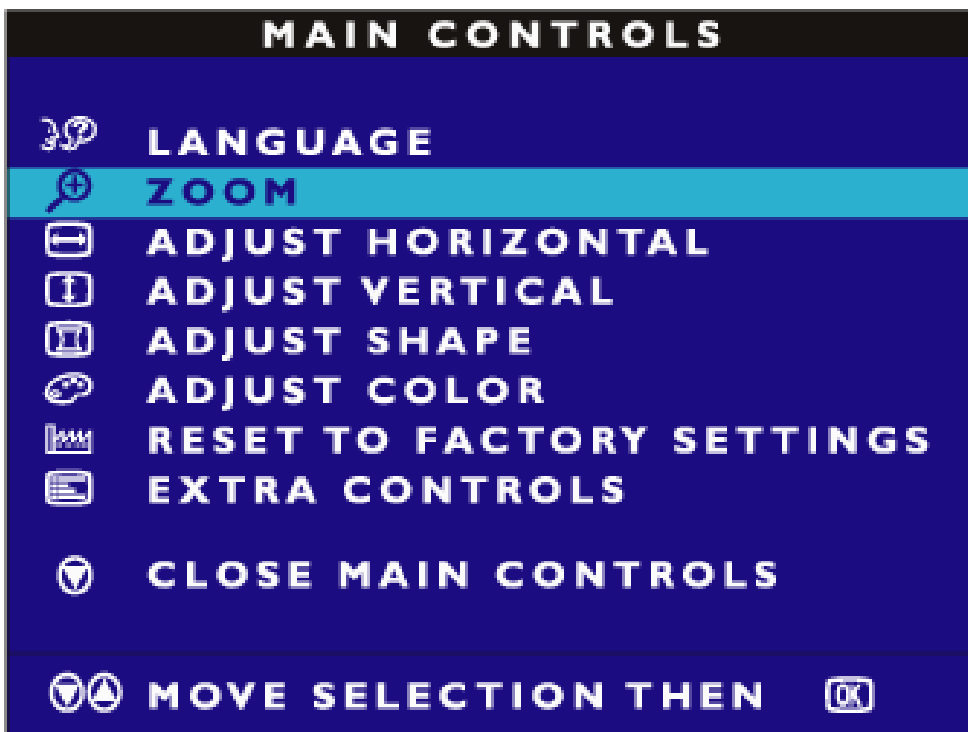 MAIN CONTROLS
LANGUAGE
ZOOM
ADJUST HORIZONTAL
ADJUST VERTICAL
ADJUST SHAPE
ADJUST COLOR
RESET TO FACTORY SETTINGS
EXTRA CONTROLS
CLOSE MAIN CONTROLS
MOVE SELECTION THEN OK